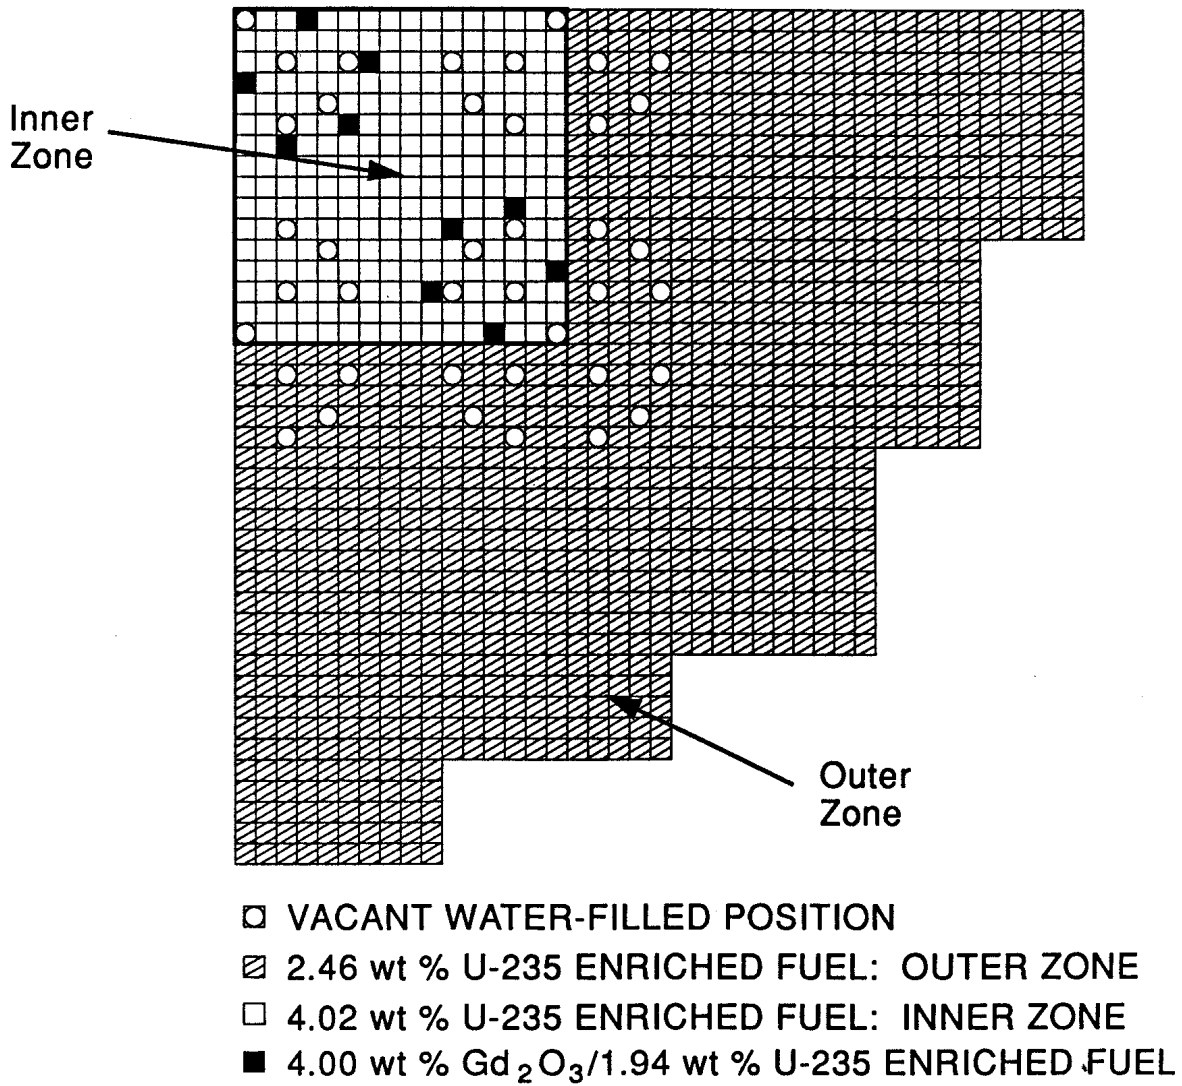 Inner
Zone
Outer
Zone
VACANT WATER-FILLED POSITION
2.46 wt % U-235 ENRICHED FUEL: OUTER ZONE
4.02 wt % U-235 ENRICHED FUEL: INNER ZONE
4.00 wt % Gd₂O₃/1.94 wt % U-235 ENRICHED FUEL